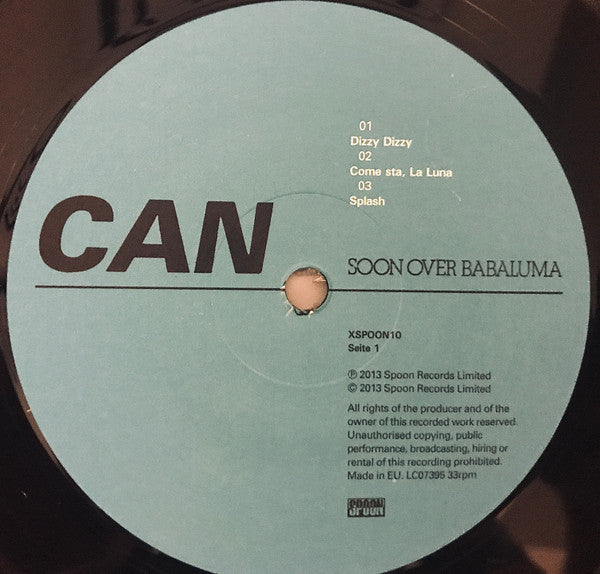 01
Dizzy Dizzy
02
Come sta, La Luna
03
Splash
CAN
SOON OVER BABALUMA
XSPOON10
Seite 1
℗ 2013 Spoon Records Limited
© 2013 Spoon Records Limited
All rights of the producer and of the
owner of this recorded work reserved.
Unauthorised copying, public
performance, broadcasting, hiring or
rental of this recording prohibited.
Made in EU. LC07395 33rpm
SPOON